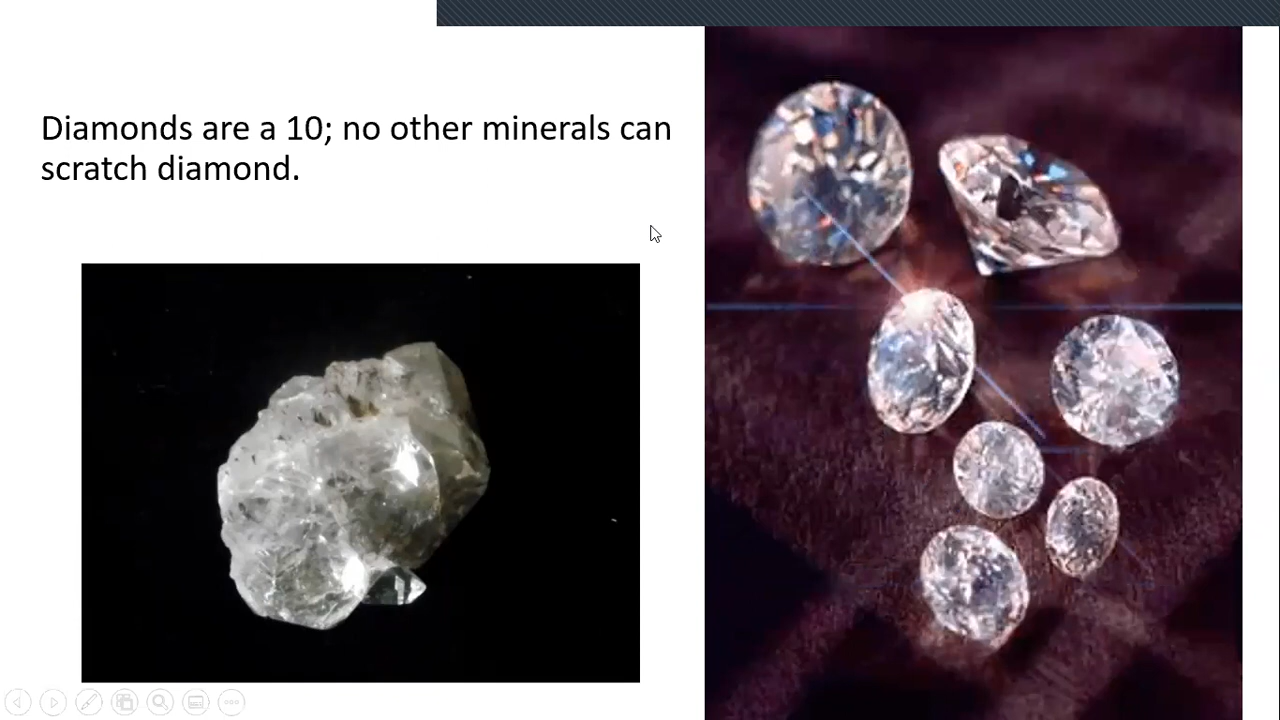 Diamonds are a 10; no other minerals can
scratch diamond.